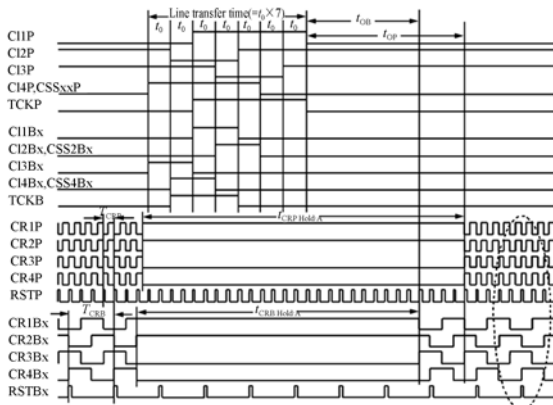 Line transfer time(=t₀×7)
t₀ t₀ t₀ t₀ t₀ t₀ t₀
tOB
tOP
CI1P
CI2P
CI3P
CI4P,CSSxxP
TCKP
CI1Bx
CI2Bx,CSS2Bx
CI3Bx
CI4Bx,CSS4Bx
TCKB
TCRP
tCRP Hold A
CR1P
CR2P
CR3P
CR4P
RSTP
TCRB
tCRB Hold A
CR1Bx
CR2Bx
CR3Bx
CR4Bx
RSTBx